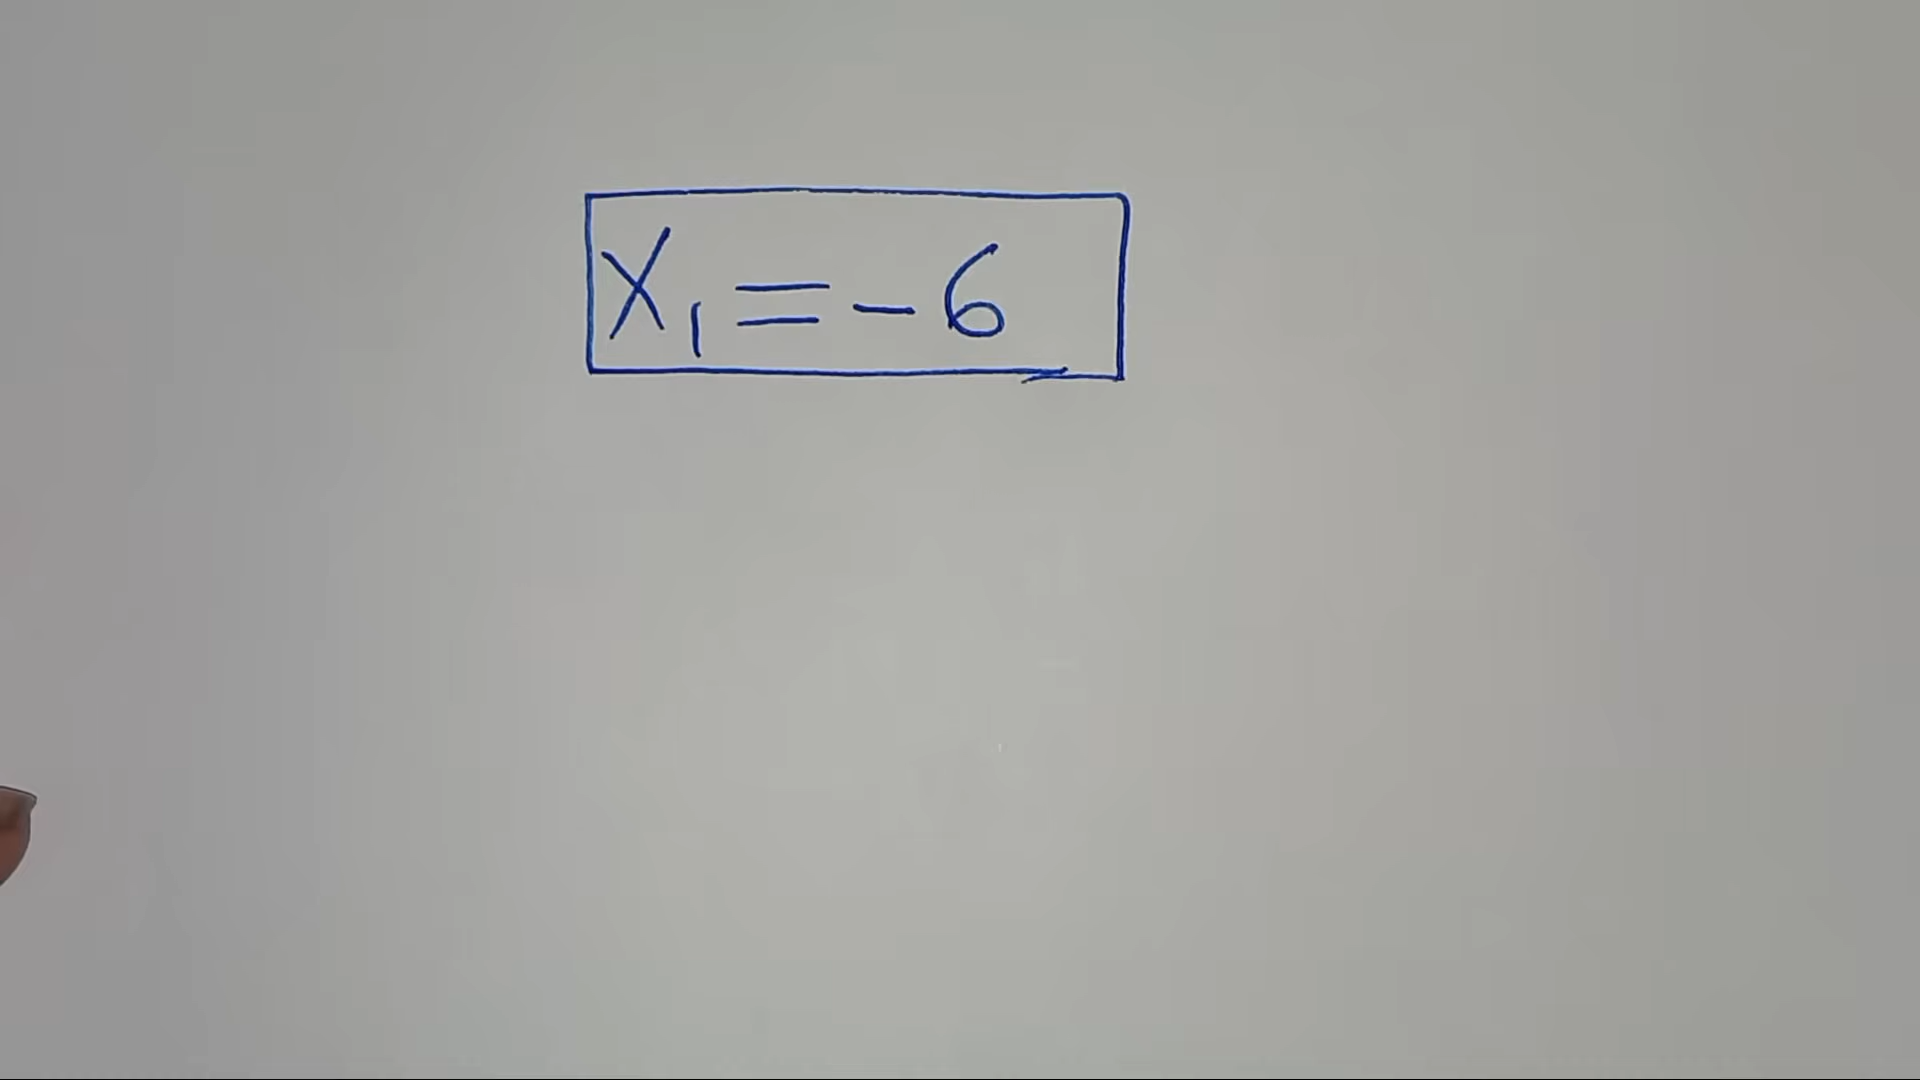 X₁ = - 6